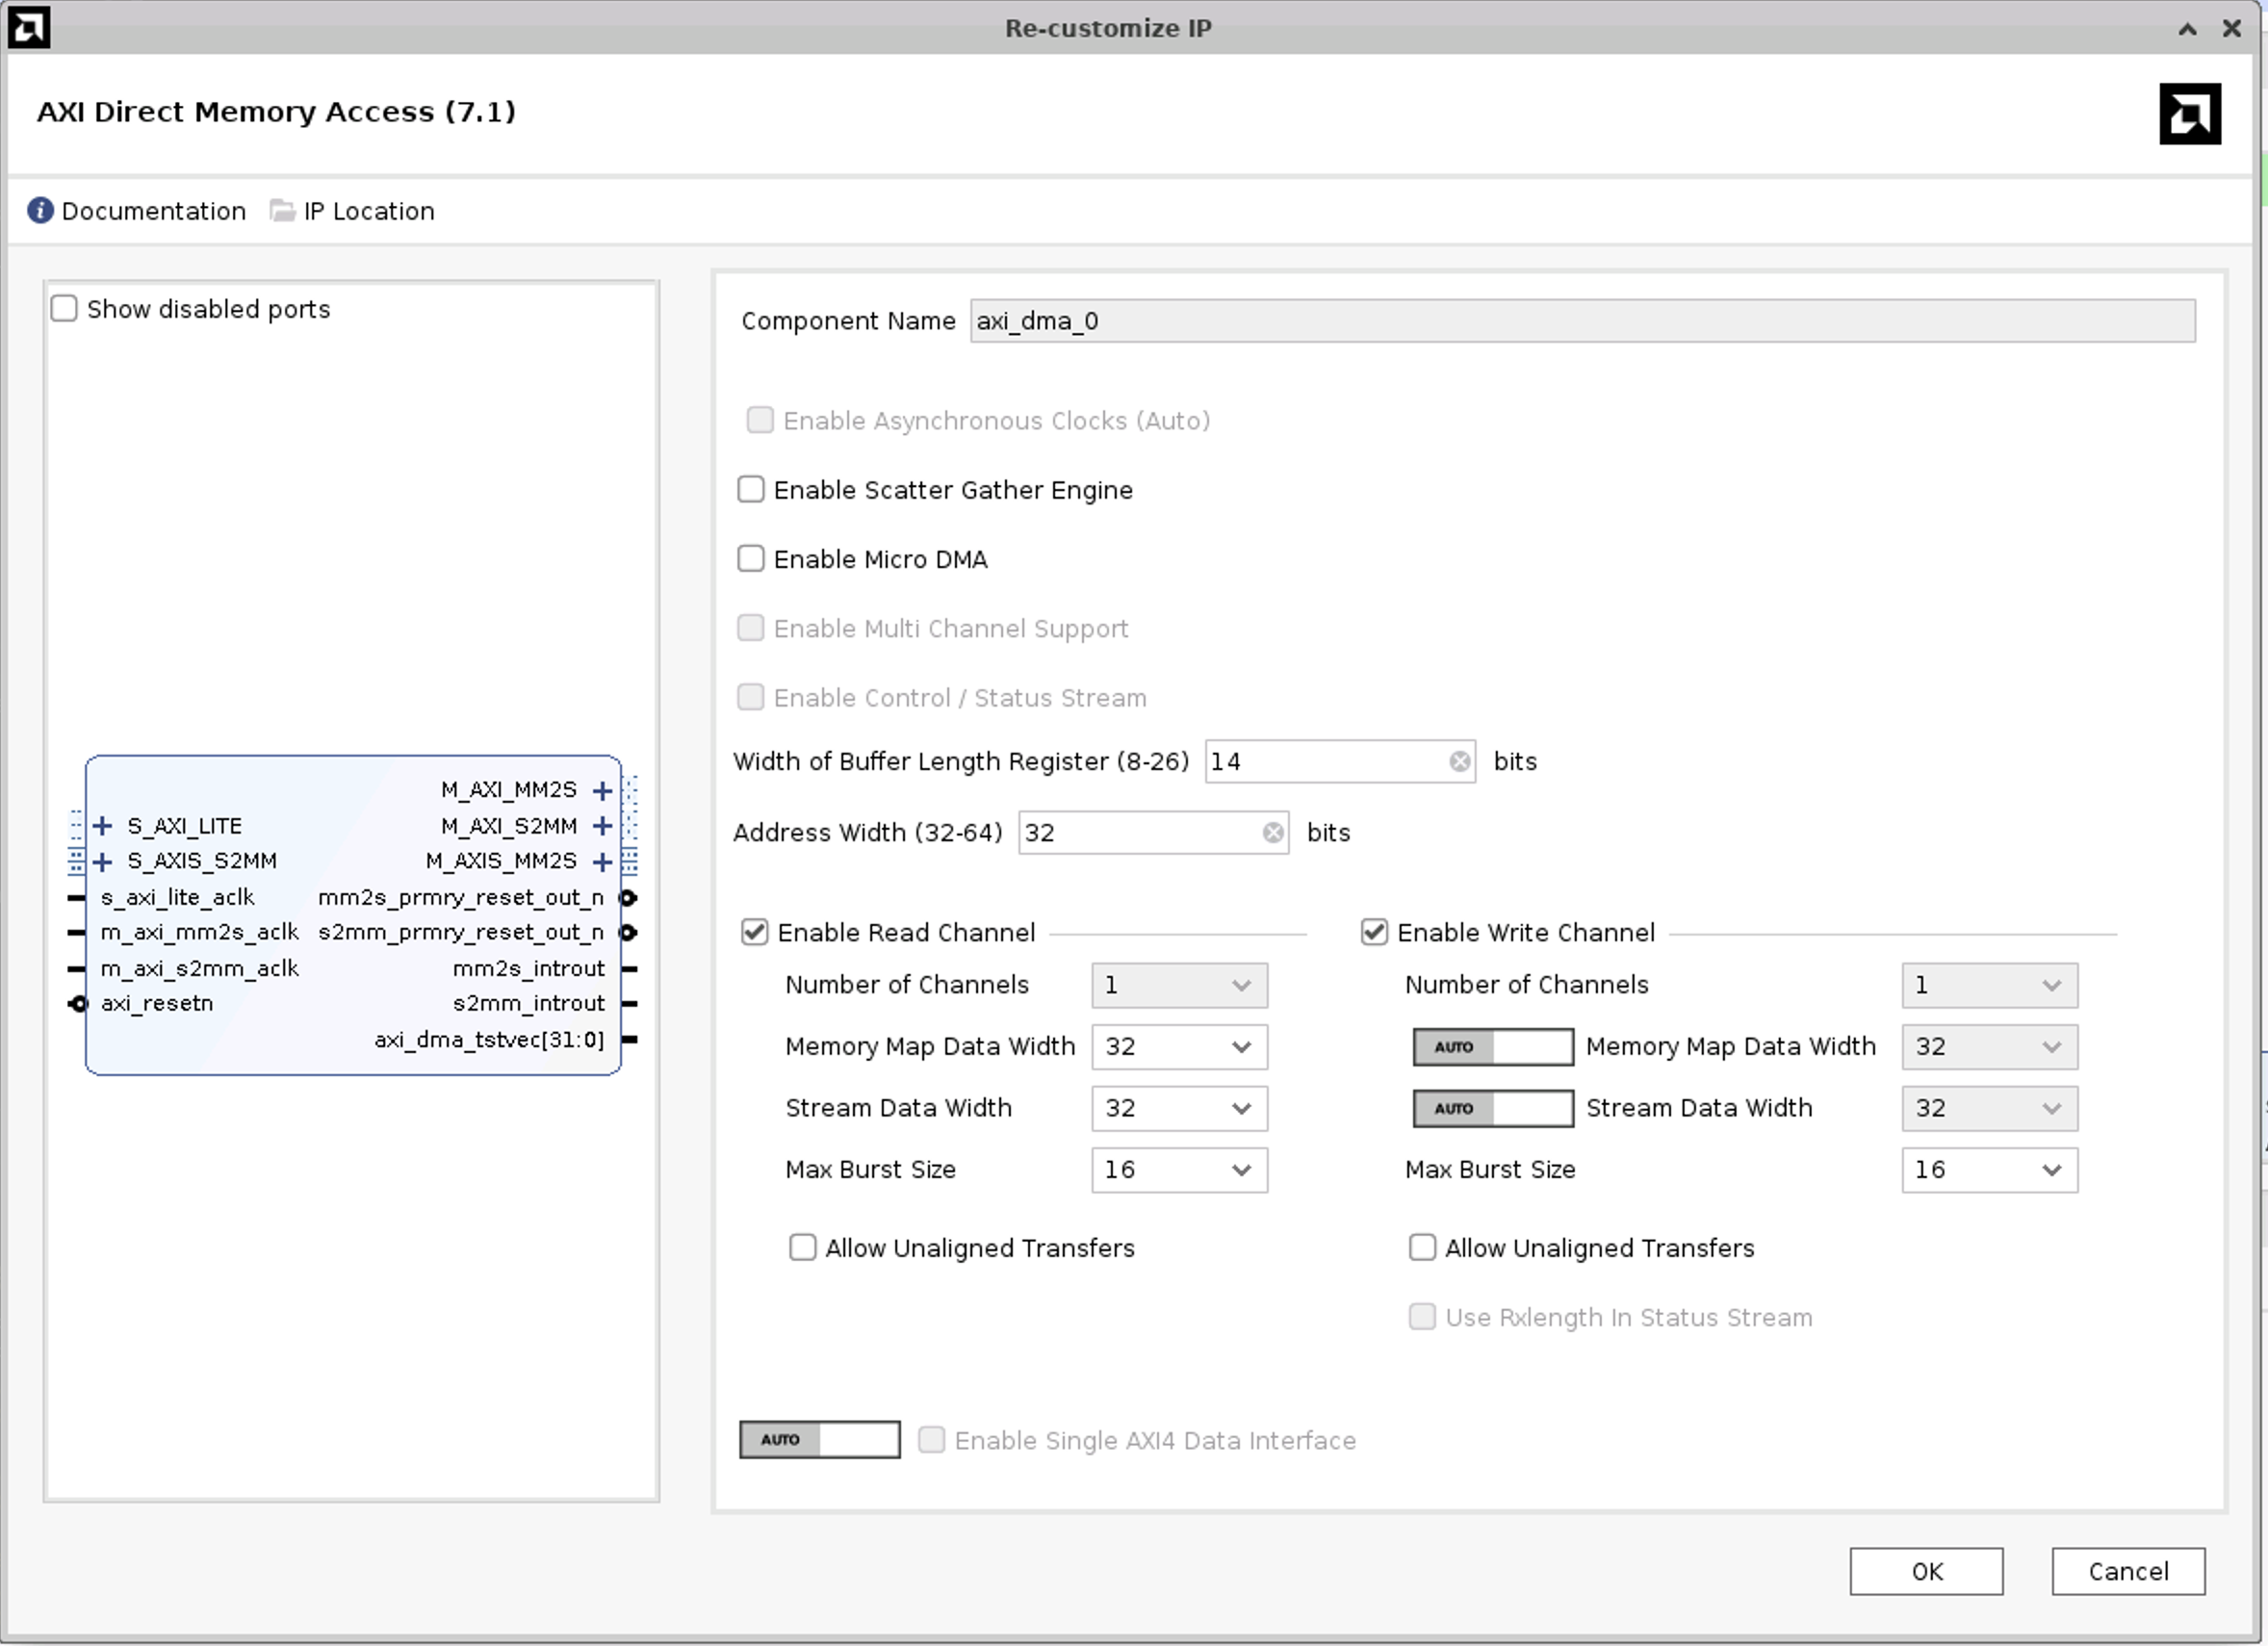 Re-customize IP
AXI Direct Memory Access (7.1)
Documentation IP Location
Show disabled ports
M_AXI_MM2S
S_AXI_LITE M_AXI_S2MM
S_AXIS_S2MM M_AXIS_MM2S
s_axi_lite_aclk mm2s_prmry_reset_out_n
m_axi_mm2s_aclk s2mm_prmry_reset_out_n
m_axi_s2mm_aclk mm2s_introut
axi_resetn s2mm_introut
axi_dma_tstvec[31:0]
Component Name axi_dma_0
Enable Asynchronous Clocks (Auto)
Enable Scatter Gather Engine
Enable Micro DMA
Enable Multi Channel Support
Enable Control / Status Stream
Width of Buffer Length Register (8-26) 14 bits
Address Width (32-64) 32 bits
Enable Read Channel
Number of Channels 1
Memory Map Data Width 32
Stream Data Width 32
Max Burst Size 16
Allow Unaligned Transfers
Enable Write Channel
Number of Channels 1
AUTO Memory Map Data Width 32
AUTO Stream Data Width 32
Max Burst Size 16
Allow Unaligned Transfers
Use Rxlength In Status Stream
AUTO Enable Single AXI4 Data Interface
OK Cancel